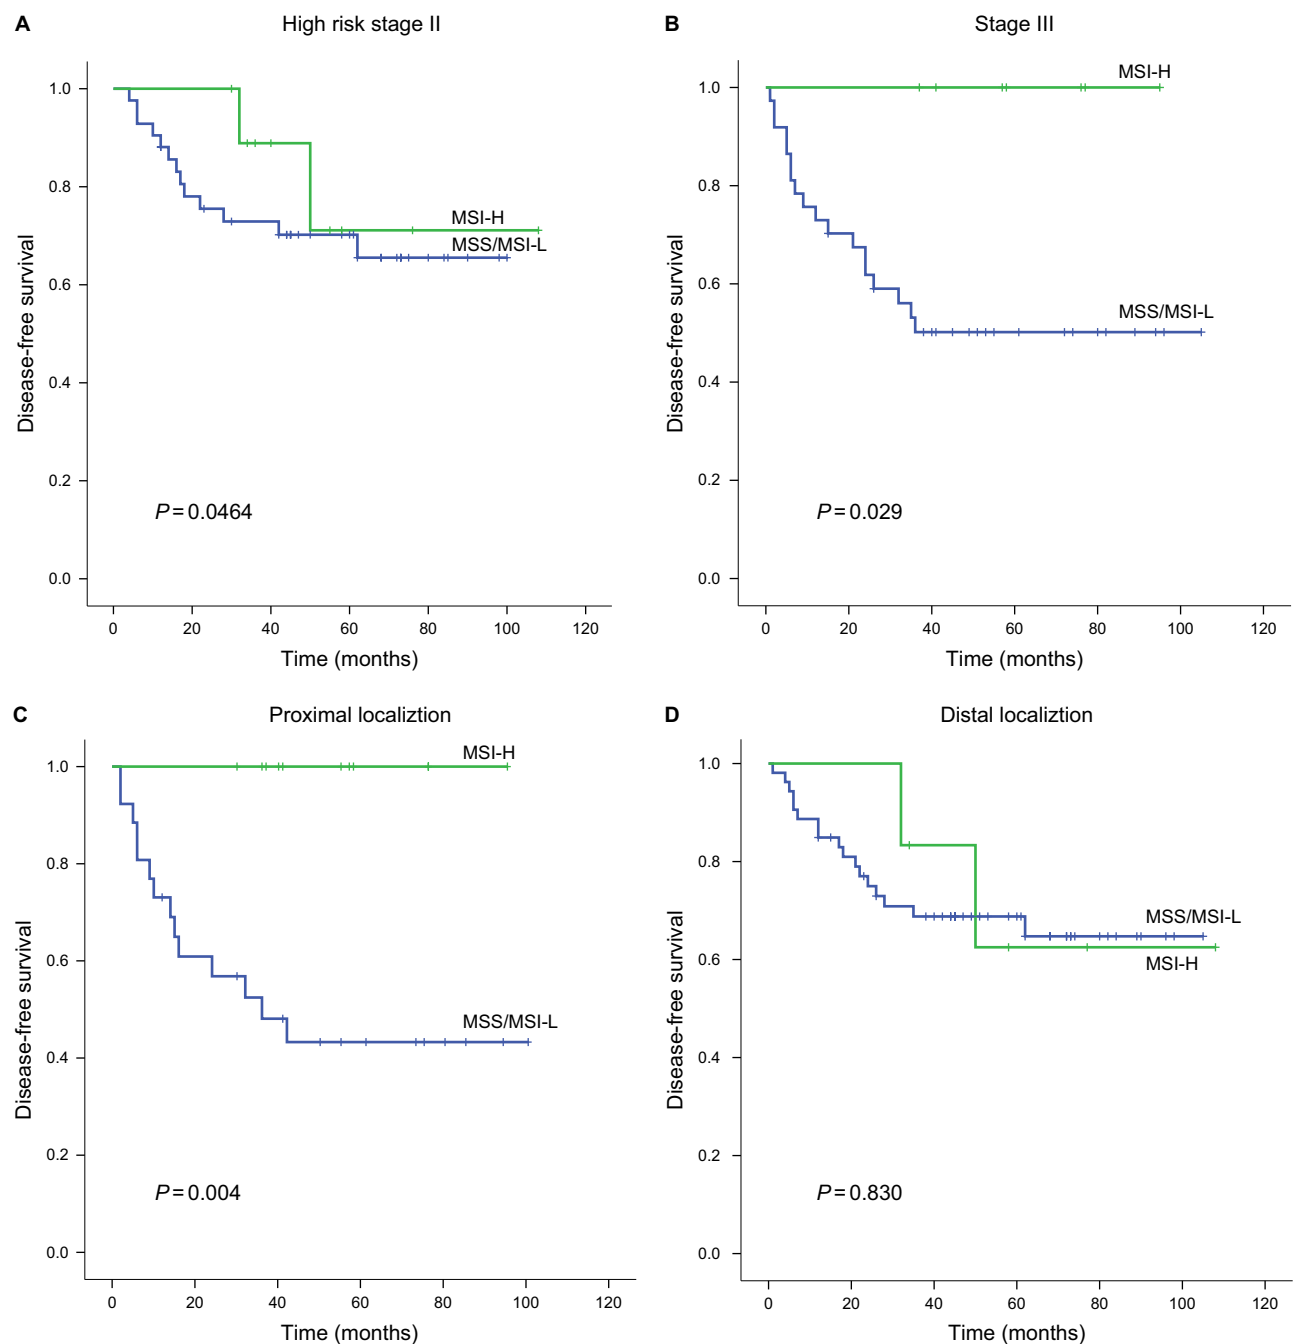 A
High risk stage II
Disease-free survival
1.0
0.8
0.6
0.4
0.2
0.0
MSI-H
MSS/MSI-L
P = 0.0464
0 20 40 60 80 100 120
Time (months)
B
Stage III
Disease-free survival
1.0
0.8
0.6
0.4
0.2
0.0
MSI-H
MSS/MSI-L
P = 0.029
0 20 40 60 80 100 120
Time (months)
C
Proximal localiztion
Disease-free survival
1.0
0.8
0.6
0.4
0.2
0.0
MSI-H
MSS/MSI-L
P = 0.004
0 20 40 60 80 100 120
Time (months)
D
Distal localiztion
Disease-free survival
1.0
0.8
0.6
0.4
0.2
0.0
MSS/MSI-L
MSI-H
P = 0.830
0 20 40 60 80 100 120
Time (months)